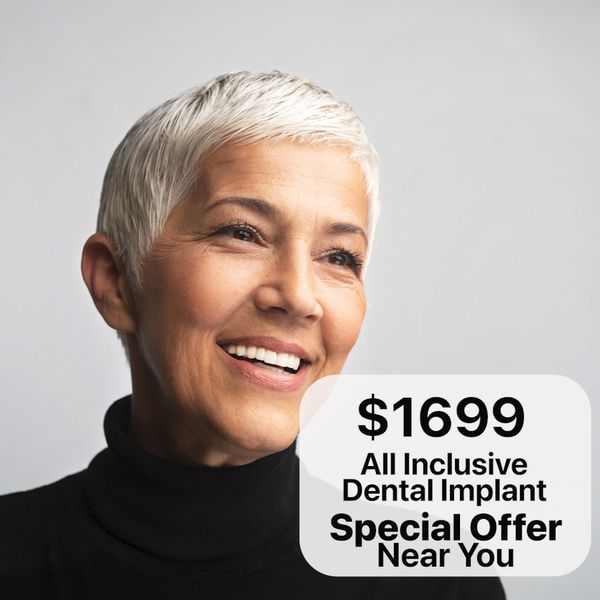 $1699
All Inclusive
Dental Implant
Special Offer
Near You